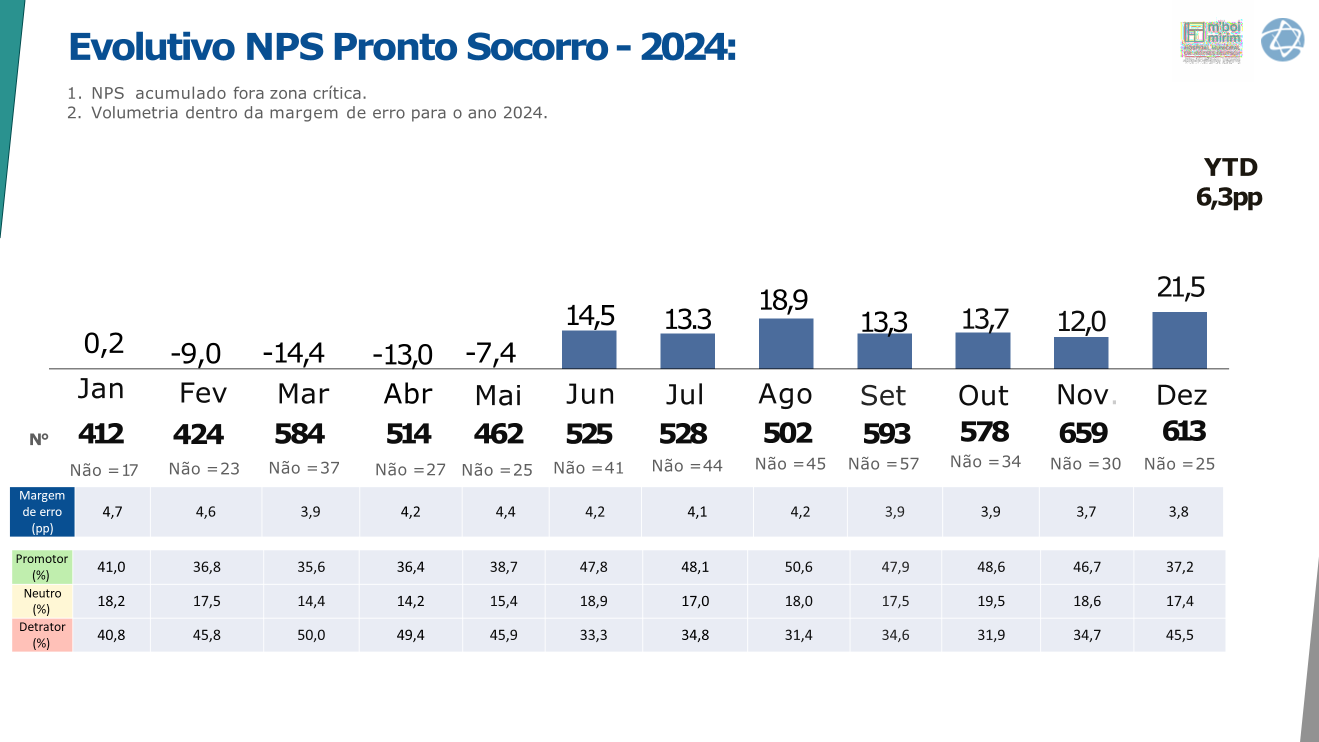 Evolutivo NPS Pronto Socorro - 2024:
m'boi
mirim
1. NPS acumulado fora zona crítica.
2. Volumetria dentro da margem de erro para o ano 2024.
YTD
6,3pp
0,2 -9,0 -14,4 -13,0 -7,4 14,5 13.3 18,9 13,3 13,7 12,0 21,5
Jan Fev Mar Abr Mai Jun Jul Ago Set Out Nov. Dez
Nº 412 424 584 514 462 525 528 502 593 578 659 613
Não =17 Não =23 Não =37 Não =27 Não =25 Não =41 Não =44 Não =45 Não =57 Não =34 Não =30 Não =25
Margem
de erro
(pp)
4,7 4,6 3,9 4,2 4,4 4,2 4,1 4,2 3,9 3,9 3,7 3,8
Promotor
(%)
41,0 36,8 35,6 36,4 38,7 47,8 48,1 50,6 47,9 48,6 46,7 37,2
Neutro
(%)
18,2 17,5 14,4 14,2 15,4 18,9 17,0 18,0 17,5 19,5 18,6 17,4
Detrator
(%)
40,8 45,8 50,0 49,4 45,9 33,3 34,8 31,4 34,6 31,9 34,7 45,5